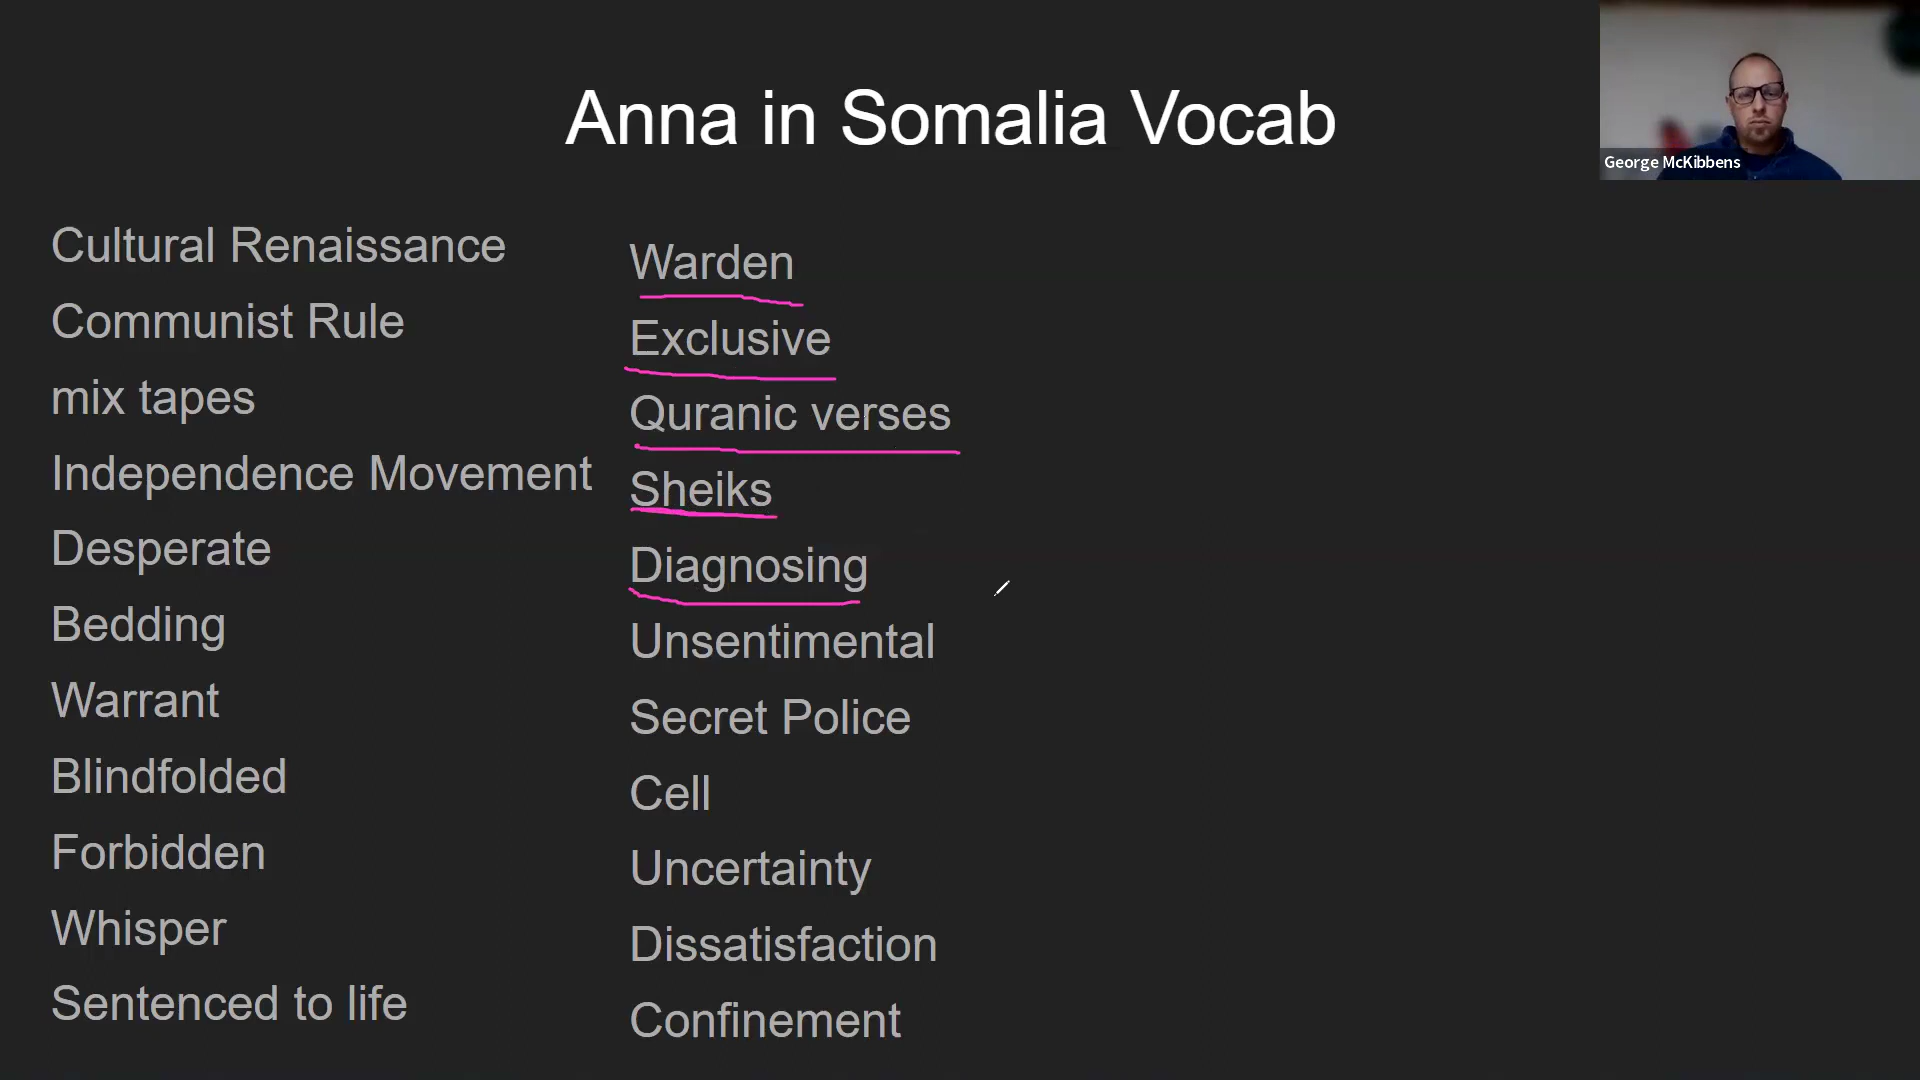 Anna in Somalia Vocab
George McKibbens
Cultural Renaissance
Communist Rule
mix tapes
Independence Movement
Desperate
Bedding
Warrant
Blindfolded
Forbidden
Whisper
Sentenced to life
Warden
Exclusive
Quranic verses
Sheiks
Diagnosing
Unsentimental
Secret Police
Cell
Uncertainty
Dissatisfaction
Confinement